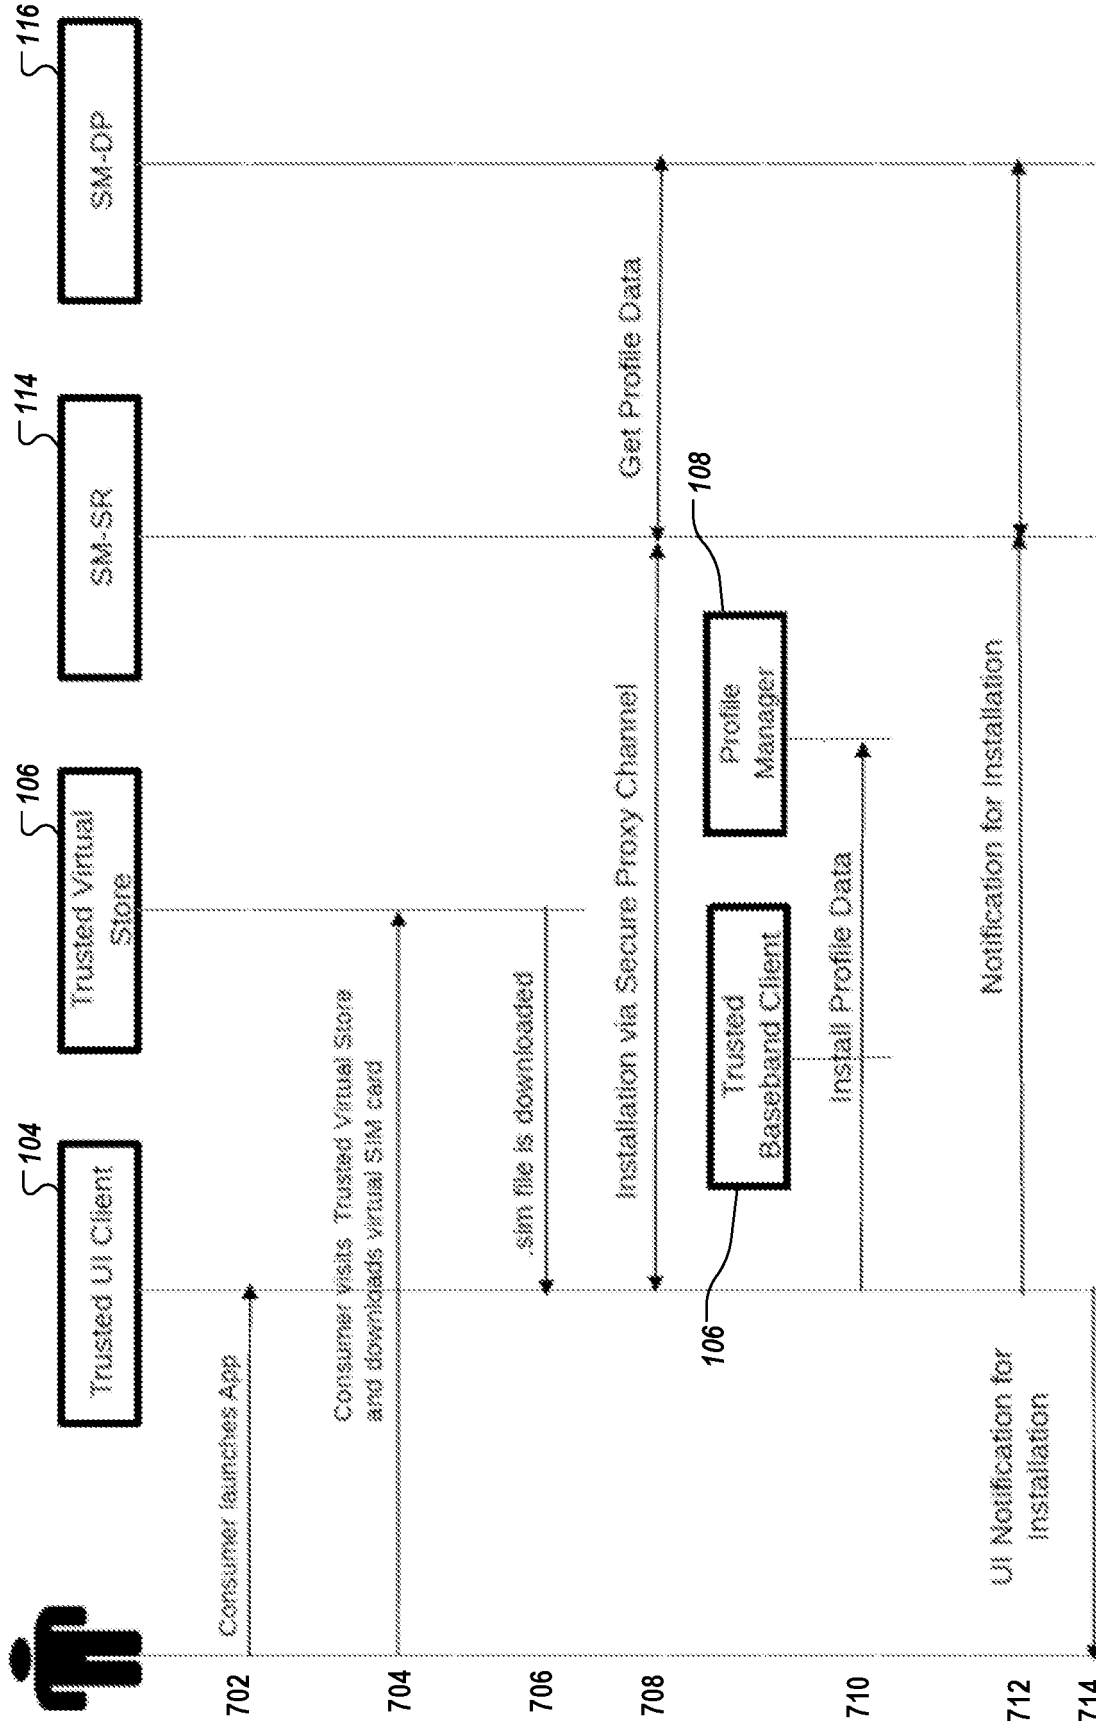 104
Trusted UI Client
106
Trusted Virtual
Store
114
SM-SR
116
SM-DP
702
Consumer launches App
704
Consumer visits Trusted Virtual Store
and downloads virtual SIM card
706
.sim file is downloaded
708
Installation via Secure Proxy Channel
Get Profile Data
106
Trusted
Baseband Client
108
Profile
Manager
710
Install Profile Data
712
Notification for Installation
714
UI Notification for
Installation